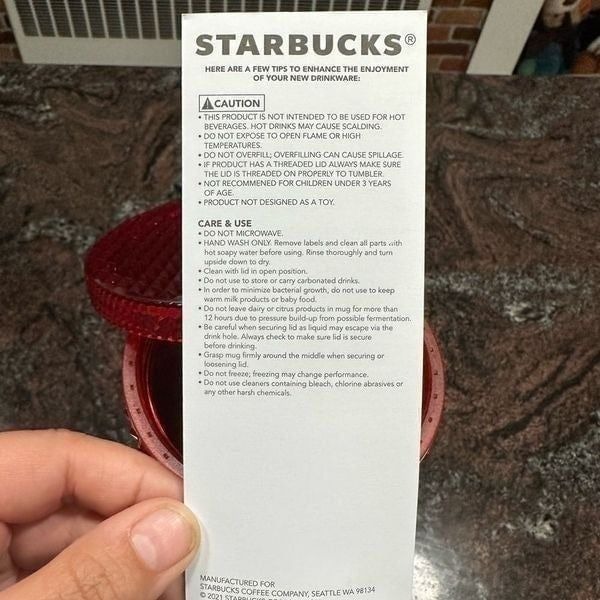 STARBUCKS®
HERE ARE A FEW TIPS TO ENHANCE THE ENJOYMENT
OF YOUR NEW DRINKWARE:
CAUTION
• THIS PRODUCT IS NOT INTENDED TO BE USED FOR HOT
BEVERAGES. HOT DRINKS MAY CAUSE SCALDING.
• DO NOT EXPOSE TO OPEN FLAME OR HIGH
TEMPERATURES.
• DO NOT OVERFILL; OVERFILLING CAN CAUSE SPILLAGE.
• IF PRODUCT HAS A THREADED LID ALWAYS MAKE SURE
THE LID IS THREADED ON PROPERLY TO TUMBLER.
• NOT RECOMMENED FOR CHILDREN UNDER 3 YEARS
OF AGE.
• PRODUCT NOT DESIGNED AS A TOY.
CARE & USE
• DO NOT MICROWAVE.
• HAND WASH ONLY. Remove labels and clean all parts with
hot soapy water before using. Rinse thoroughly and turn
upside down to dry.
• Clean with lid in open position.
• Do not use to store or carry carbonated drinks.
• In order to minimize bacterial growth, do not use to keep
warm milk products or baby food.
• Do not leave dairy or citrus products in mug for more than
12 hours due to pressure build-up from possible fermentation.
• Be careful when securing lid as liquid may escape via the
drink hole. Always check to make sure lid is secure
before drinking.
• Grasp mug firmly around the middle when securing or
loosening lid.
• Do not freeze; freezing may change performance.
• Do not use cleaners containing bleach, chlorine abrasives or
any other harsh chemicals.
MANUFACTURED FOR
STARBUCKS COFFEE COMPANY, SEATTLE WA 98134
© 2021 STARBUCKS